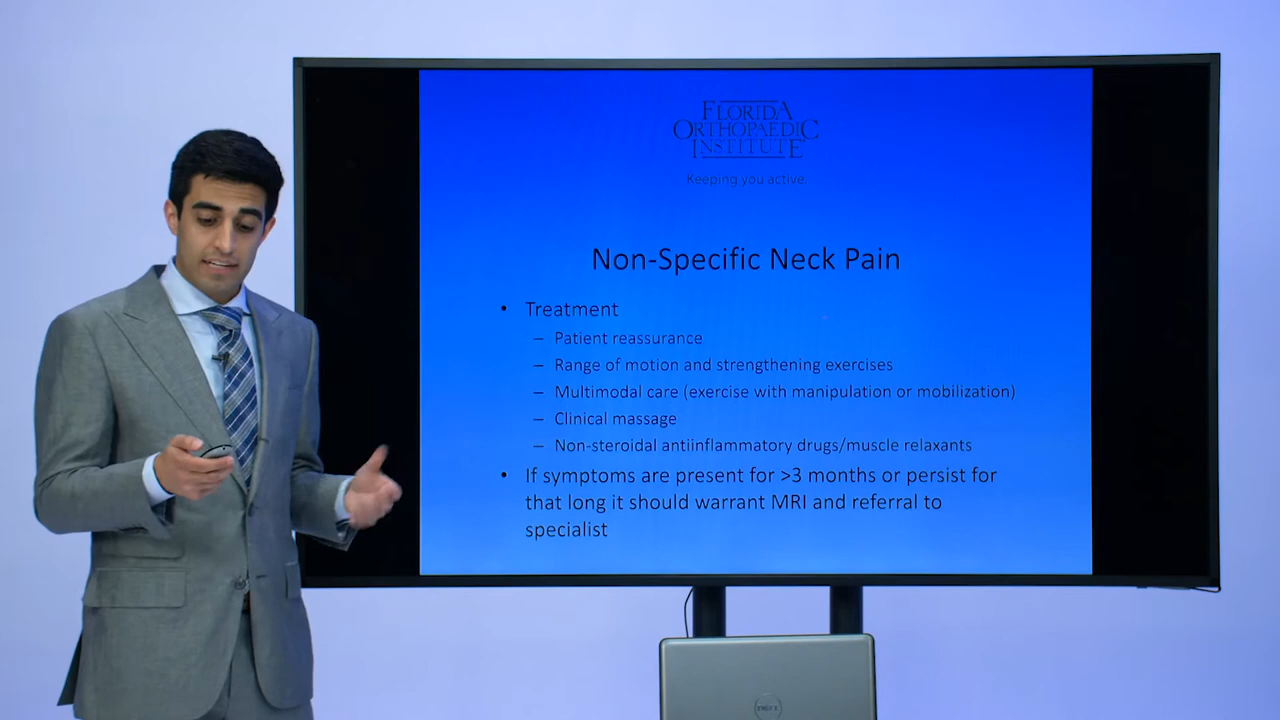 FLORIDA
ORTHOPAEDIC
INSTITUTE
Keeping you active.
Non-Specific Neck Pain
• Treatment
– Patient reassurance
– Range of motion and strengthening exercises
– Multimodal care (exercise with manipulation or mobilization)
– Clinical massage
– Non-steroidal antiinflammatory drugs/muscle relaxants
• If symptoms are present for >3 months or persist for
that long it should warrant MRI and referral to
specialist
DELL